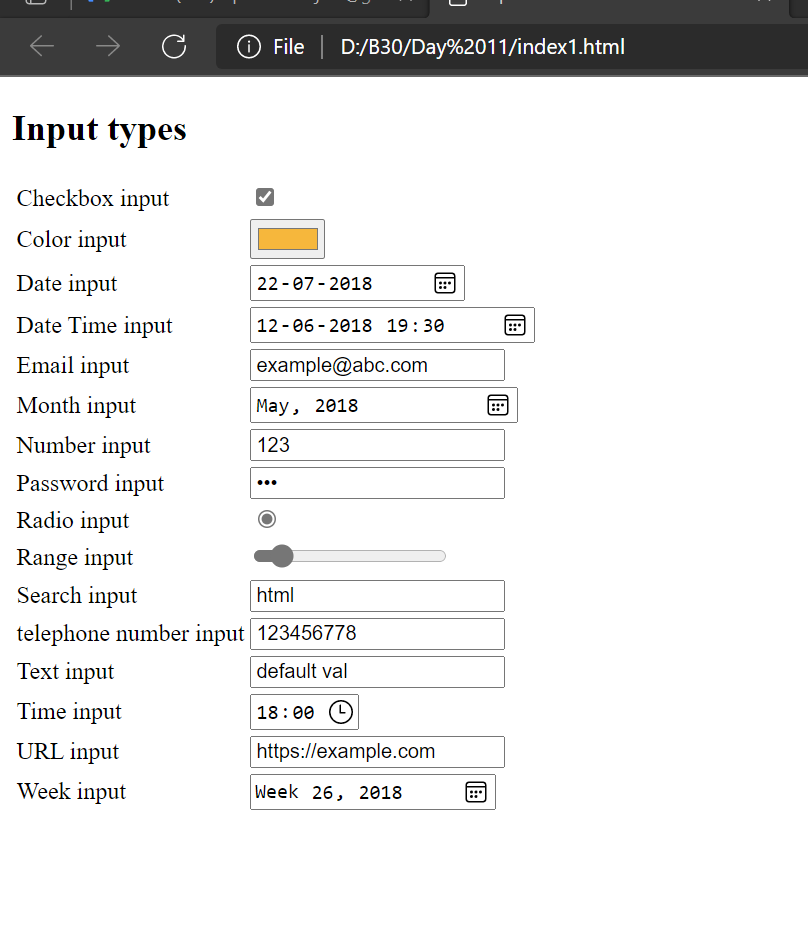 File D:/B30/Day%2011/index1.html
Input types
Checkbox input
Color input
Date input 22-07-2018
Date Time input 12-06-2018 19:30
Email input example@abc.com
Month input May, 2018
Number input 123
Password input •••
Radio input
Range input
Search input html
telephone number input 123456778
Text input default val
Time input 18:00
URL input https://example.com
Week input Week 26, 2018